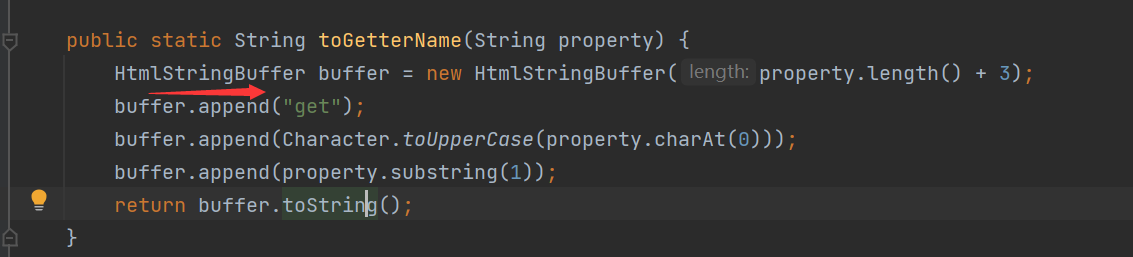 public static String toGetterName(String property) {
HtmlStringBuffer buffer = new HtmlStringBuffer( length: property.length() + 3);
buffer.append("get");
buffer.append(Character.toUpperCase(property.charAt(0)));
buffer.append(property.substring(1));
return buffer.toString();
}